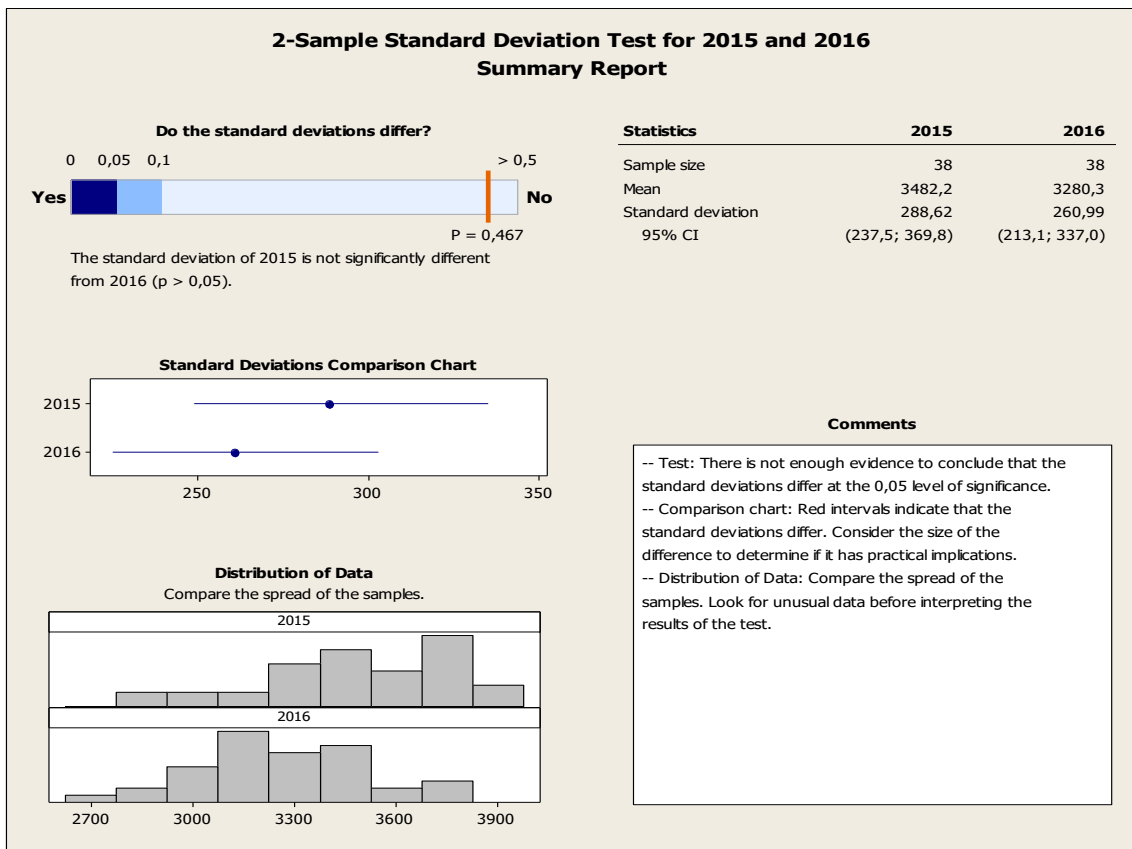 2-Sample Standard Deviation Test for 2015 and 2016
Summary Report
Do the standard deviations differ?
0 0,05 0,1 > 0,5
Yes No
P = 0,467
The standard deviation of 2015 is not significantly different
from 2016 (p > 0,05).
Statistics 2015 2016
Sample size 38 38
Mean 3482,2 3280,3
Standard deviation 288,62 260,99
95% CI (237,5; 369,8) (213,1; 337,0)
Standard Deviations Comparison Chart
2015
2016
250 300 350
Distribution of Data
Compare the spread of the samples.
2015
2016
2700 3000 3300 3600 3900
Comments
-- Test: There is not enough evidence to conclude that the
standard deviations differ at the 0,05 level of significance.
-- Comparison chart: Red intervals indicate that the
standard deviations differ. Consider the size of the
difference to determine if it has practical implications.
-- Distribution of Data: Compare the spread of the
samples. Look for unusual data before interpreting the
results of the test.